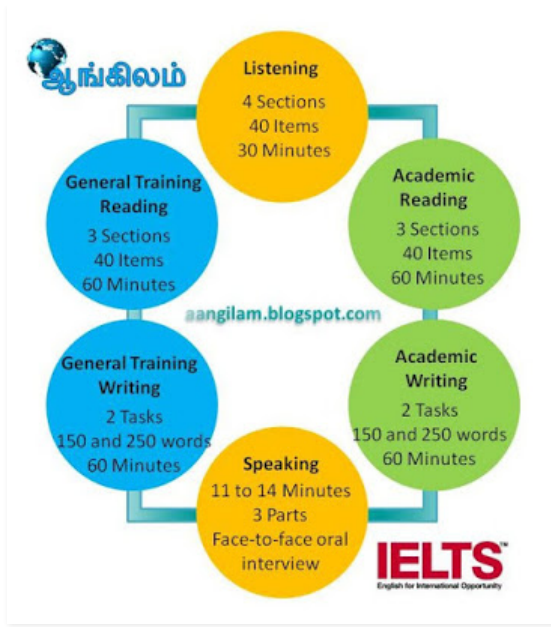 ஆங்கிலம்
Listening
4 Sections
40 Items
30 Minutes
General Training
Reading
3 Sections
40 Items
60 Minutes
Academic
Reading
3 Sections
40 Items
60 Minutes
aangilam.blogspot.com
General Training
Writing
2 Tasks
150 and 250 words
60 Minutes
Academic
Writing
2 Tasks
150 and 250 words
60 Minutes
Speaking
11 to 14 Minutes
3 Parts
Face-to-face oral
interview
IELTS™
English for International Opportunity